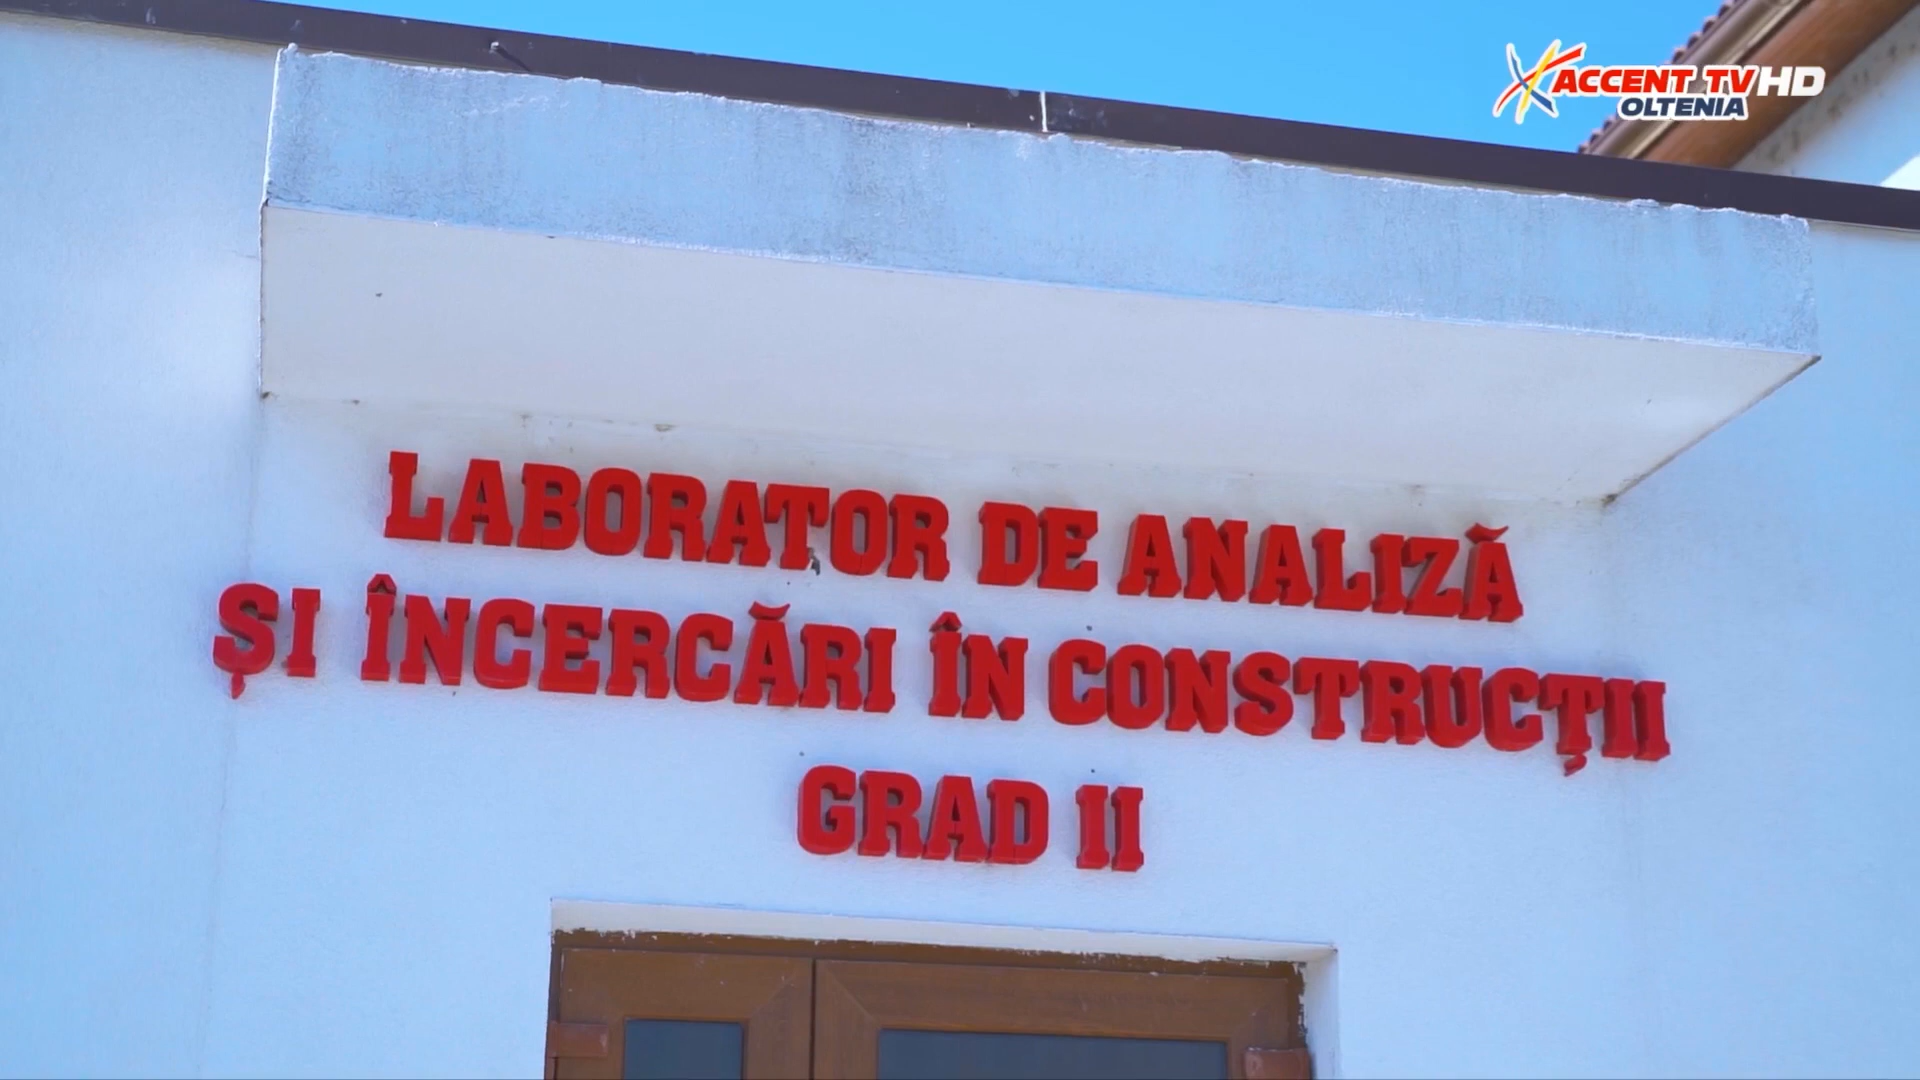 ACCENT TV HD
OLTENIA
LABORATOR DE ANALIZĂ
ȘI ÎNCERCĂRI ÎN CONSTRUCȚII
GRAD II